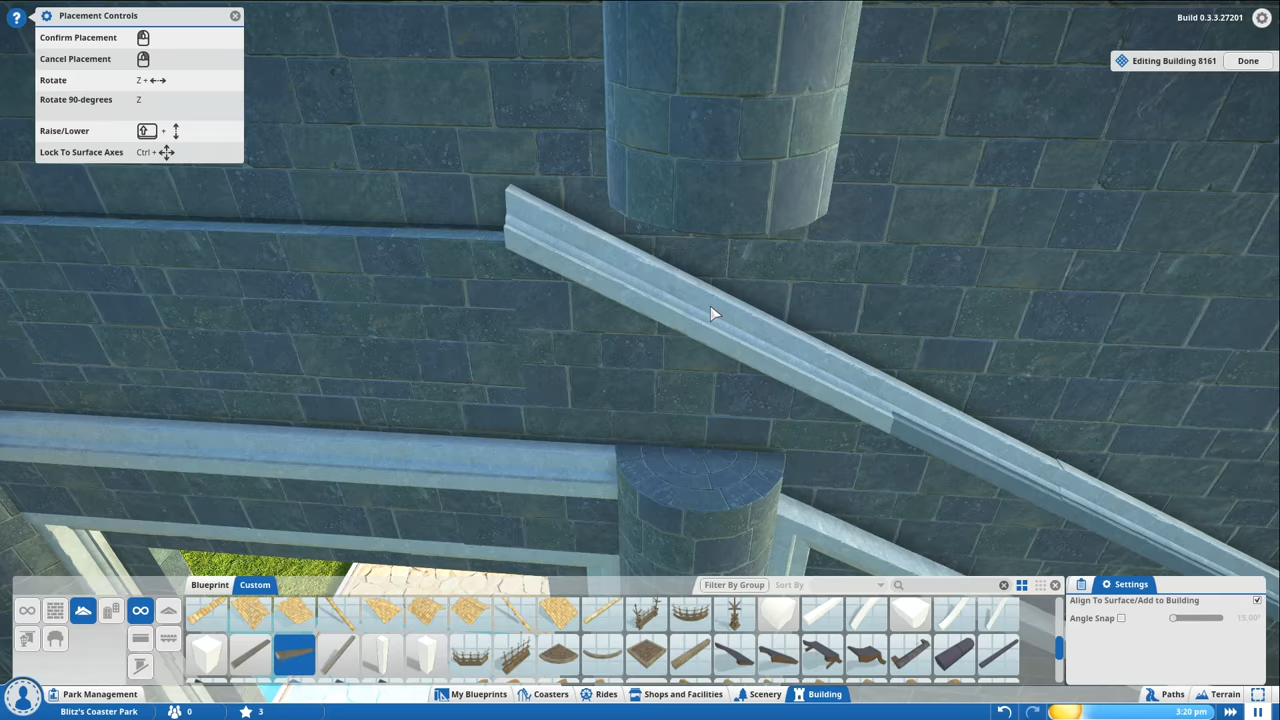 ?
Placement Controls
Confirm Placement
Cancel Placement
Rotate
Z +
Rotate 90-degrees
Z
Raise/Lower
+
Lock To Surface Axes
Ctrl +
Build 0.3.3.27201
Editing Building 8161
Done
Blueprint
Custom
Filter By Group
Sort By
Settings
Align To Surface/Add to Building
Angle Snap
15.00°
Park Management
My Blueprints
Coasters
Rides
Shops and Facilities
Scenery
Building
Paths
Terrain
Blitz's Coaster Park
0
3
3:20 pm